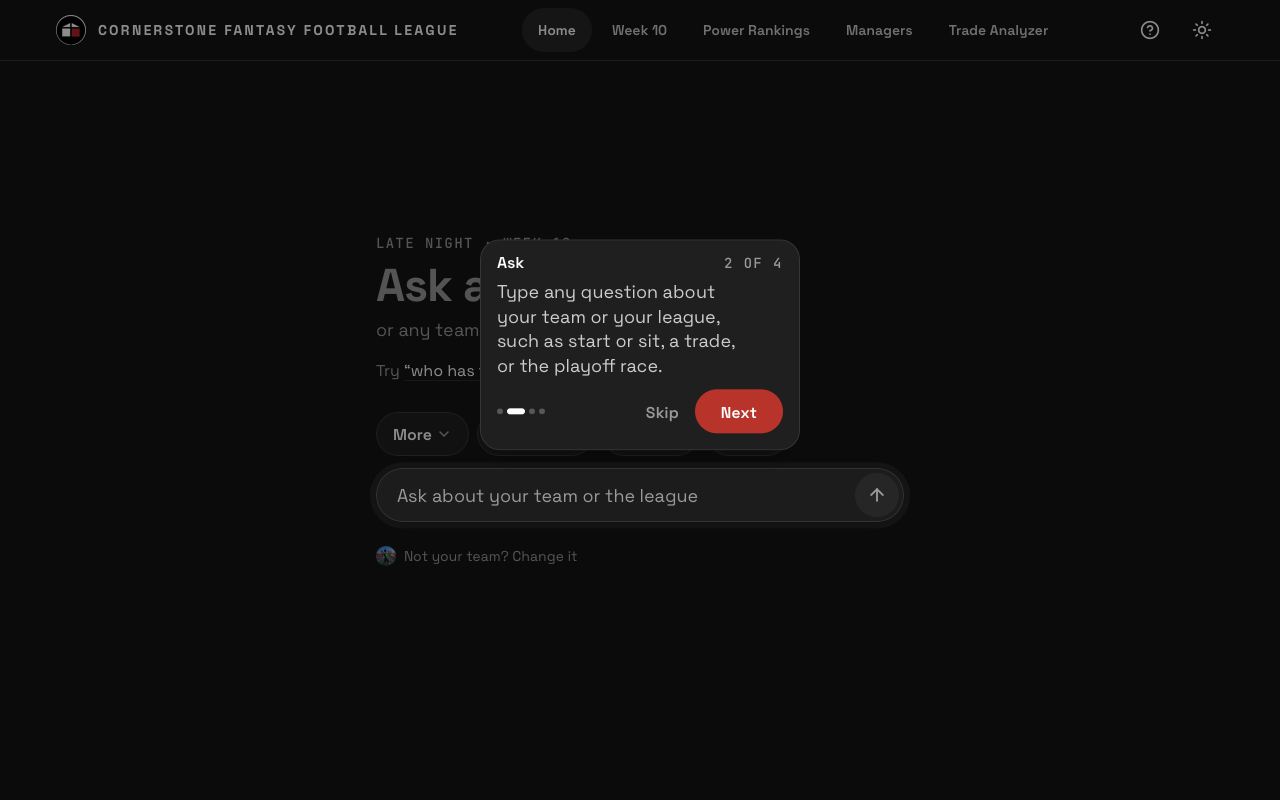 CORNERSTONE FANTASY FOOTBALL LEAGUE
Home
Week 10
Power Rankings
Managers
Trade Analyzer
LATE NIGHT
Ask
or any team
Try "who has
More
Ask
2 OF 4
Type any question about
your team or your league,
such as start or sit, a trade,
or the playoff race.
Skip
Next
Ask about your team or the league
Not your team? Change it